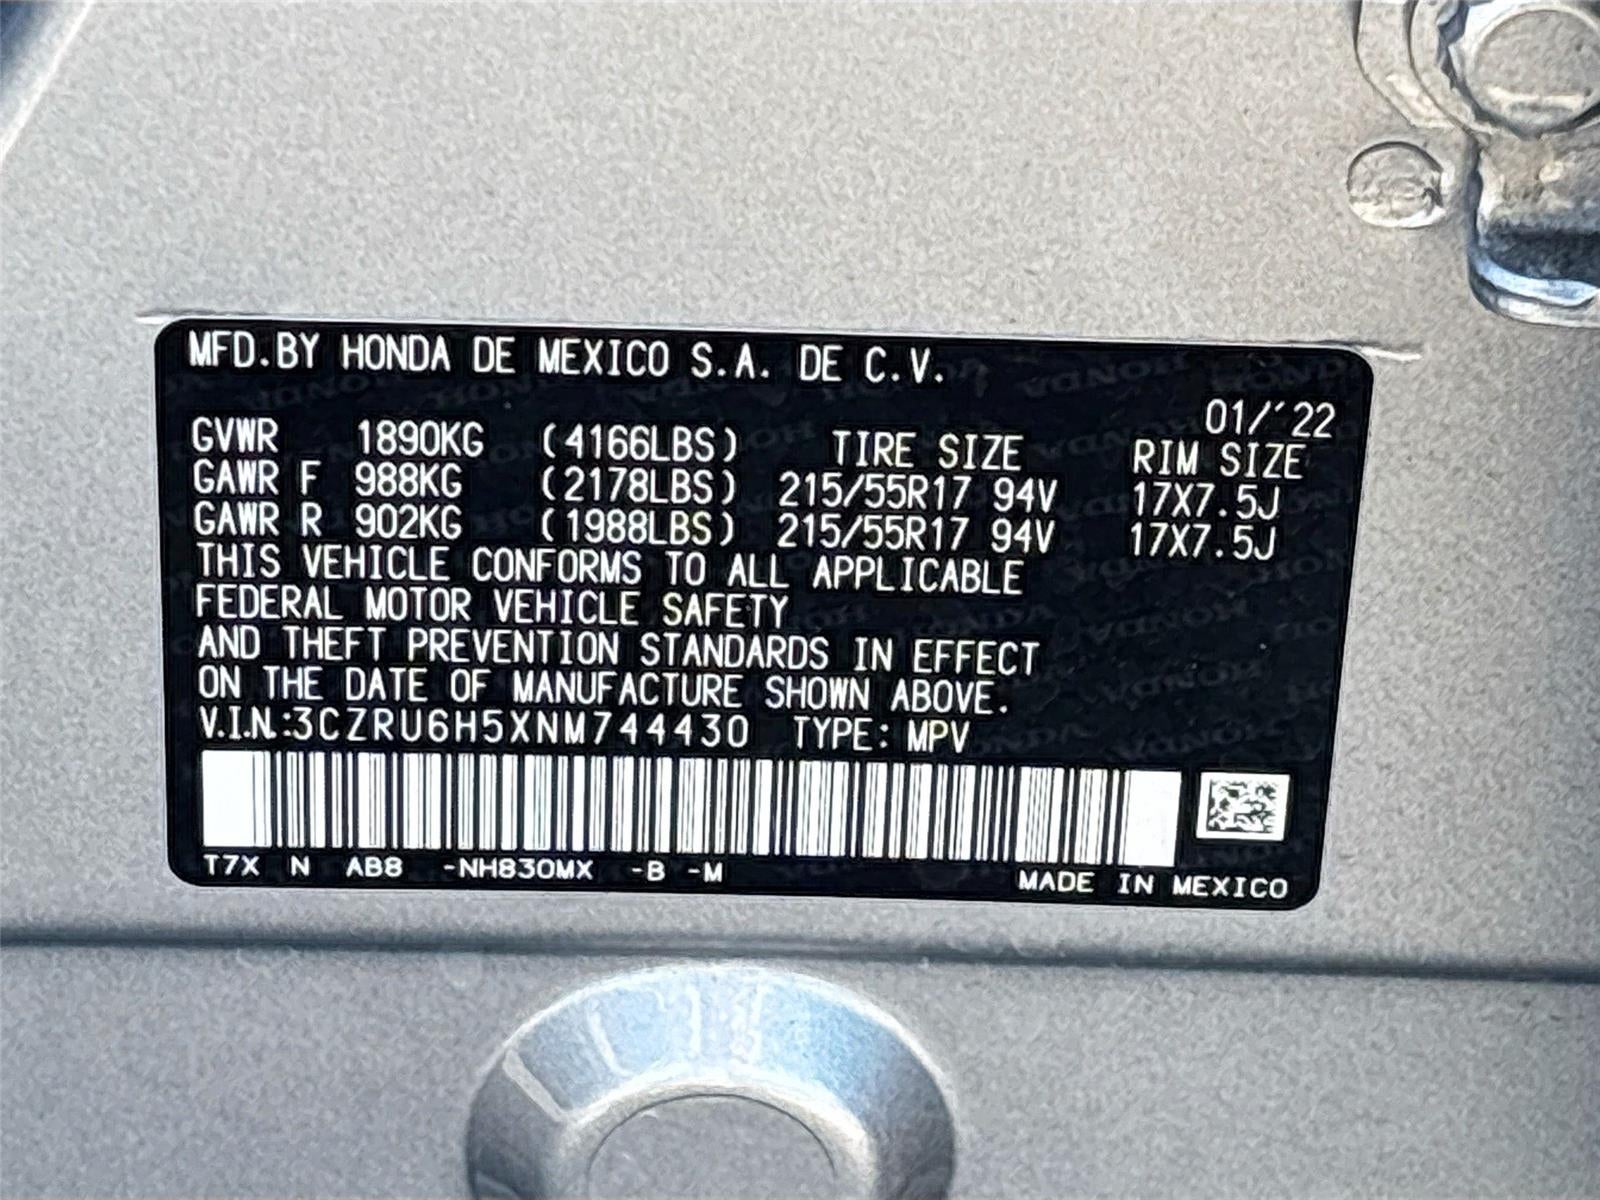 MFD.BY HONDA DE MEXICO S.A. DE C.V.
01/'22
GVWR 1890KG (4166LBS) TIRE SIZE RIM SIZE
GAWR F 988KG (2178LBS) 215/55R17 94V 17X7.5J
GAWR R 902KG (1988LBS) 215/55R17 94V 17X7.5J
THIS VEHICLE CONFORMS TO ALL APPLICABLE
FEDERAL MOTOR VEHICLE SAFETY
AND THEFT PREVENTION STANDARDS IN EFFECT
ON THE DATE OF MANUFACTURE SHOWN ABOVE.
V.I.N.:3CZRU6H5XNM744430 TYPE: MPV
T7X N AB8 -NH830MX -B -M MADE IN MEXICO